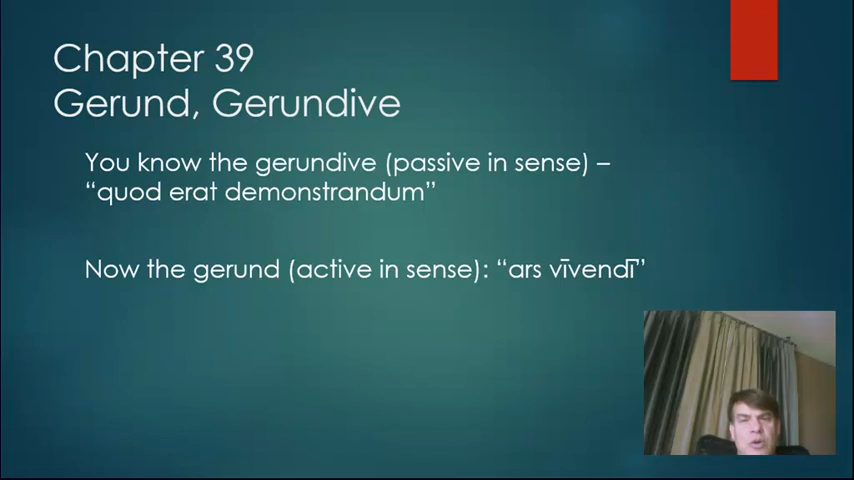 Chapter 39
Gerund, Gerundive
You know the gerundive (passive in sense) –
“quod erat demonstrandum”
Now the gerund (active in sense): “ars vīvendī”